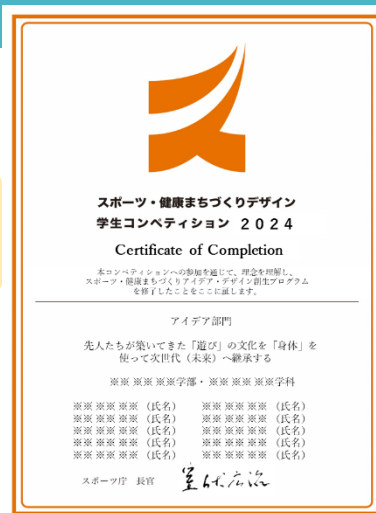 スポーツ・健康まちづくりデザイン
学生コンペティション 2024
Certificate of Completion
本コンペティションへの参加を通じて、理念を理解し、
スポーツ・健康まちづくりアイデア・デザイン創生プログラム
を修了したことをここに証します。
アイデア部門
先人たちが築いてきた「遊び」の文化を「身体」を
使って次世代（未来）へ継承する
※※ ※※ ※※学部・ ※※ ※※ ※※学科
※※ ※※ ※※ （氏名） ※※ ※※ ※※ （氏名）
※※ ※※ ※※ （氏名） ※※ ※※ ※※ （氏名）
※※ ※※ ※※ （氏名） ※※ ※※ ※※ （氏名）
※※ ※※ ※※ （氏名） ※※ ※※ ※※ （氏名）
※※ ※※ ※※ （氏名） ※※ ※※ ※※ （氏名）
スポーツ庁 長官 室伏広治